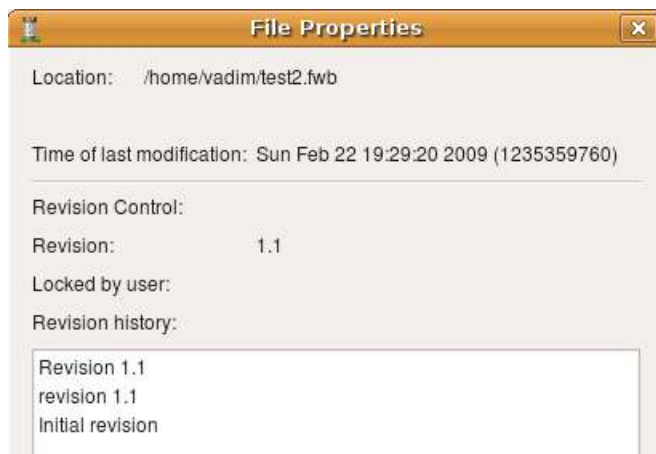 File Properties
Location: /home/vadim/test2.fwb
Time of last modification: Sun Feb 22 19:29:20 2009 (1235359760)
Revision Control:
Revision: 1.1
Locked by user:
Revision history:
Revision 1.1
revision 1.1
Initial revision